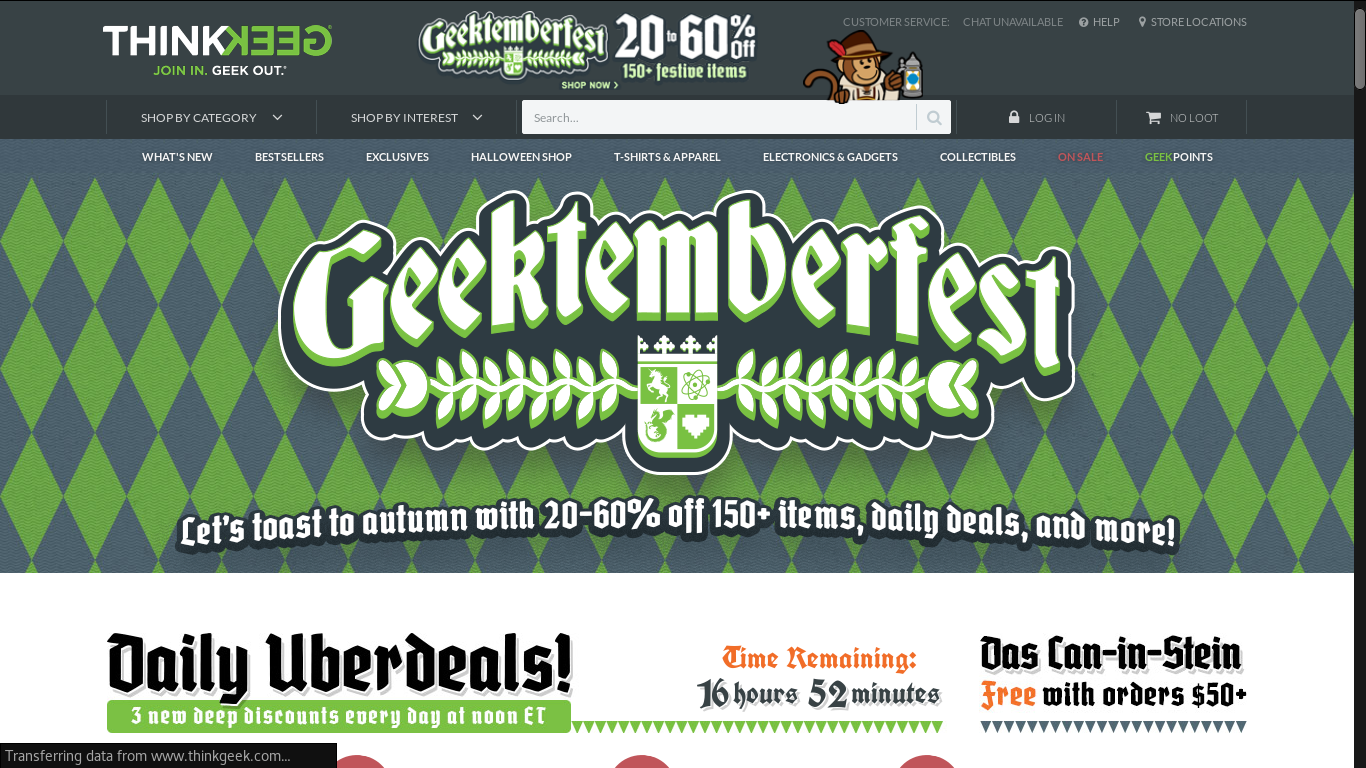 THINKGEEK
JOIN IN. GEEK OUT.®
Geektemberfest 20 to 60% Off
150+ festive items
SHOP NOW >
CUSTOMER SERVICE: CHAT UNAVAILABLE HELP STORE LOCATIONS
SHOP BY CATEGORY SHOP BY INTEREST Search... LOG IN NO LOOT
WHAT'S NEW BESTSELLERS EXCLUSIVES HALLOWEEN SHOP T-SHIRTS & APPAREL ELECTRONICS & GADGETS COLLECTIBLES ON SALE GEEKPOINTS
Geektemberfest
Let's toast to autumn with 20-60% off 150+ items, daily deals, and more!
Daily Uberdeals!
3 new deep discounts every day at noon ET
Time Remaining:
16 hours 52 minutes
Das Can-in-Stein
Free with orders $50+
Transferring data from www.thinkgeek.com...